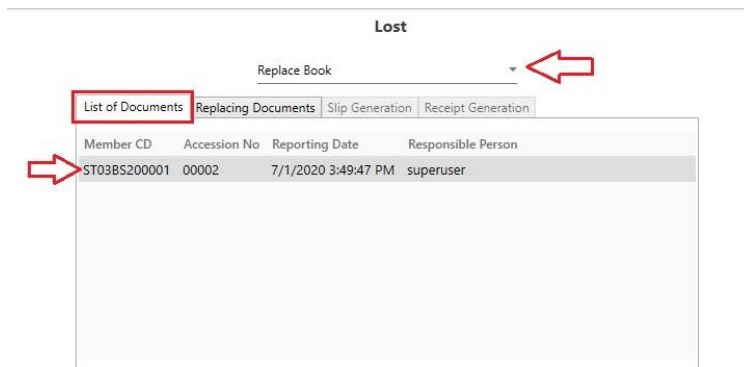 Lost
Replace Book
List of Documents Replacing Documents Slip Generation Receipt Generation
Member CD Accession No Reporting Date Responsible Person
ST03BS200001 00002 7/1/2020 3:49:47 PM superuser